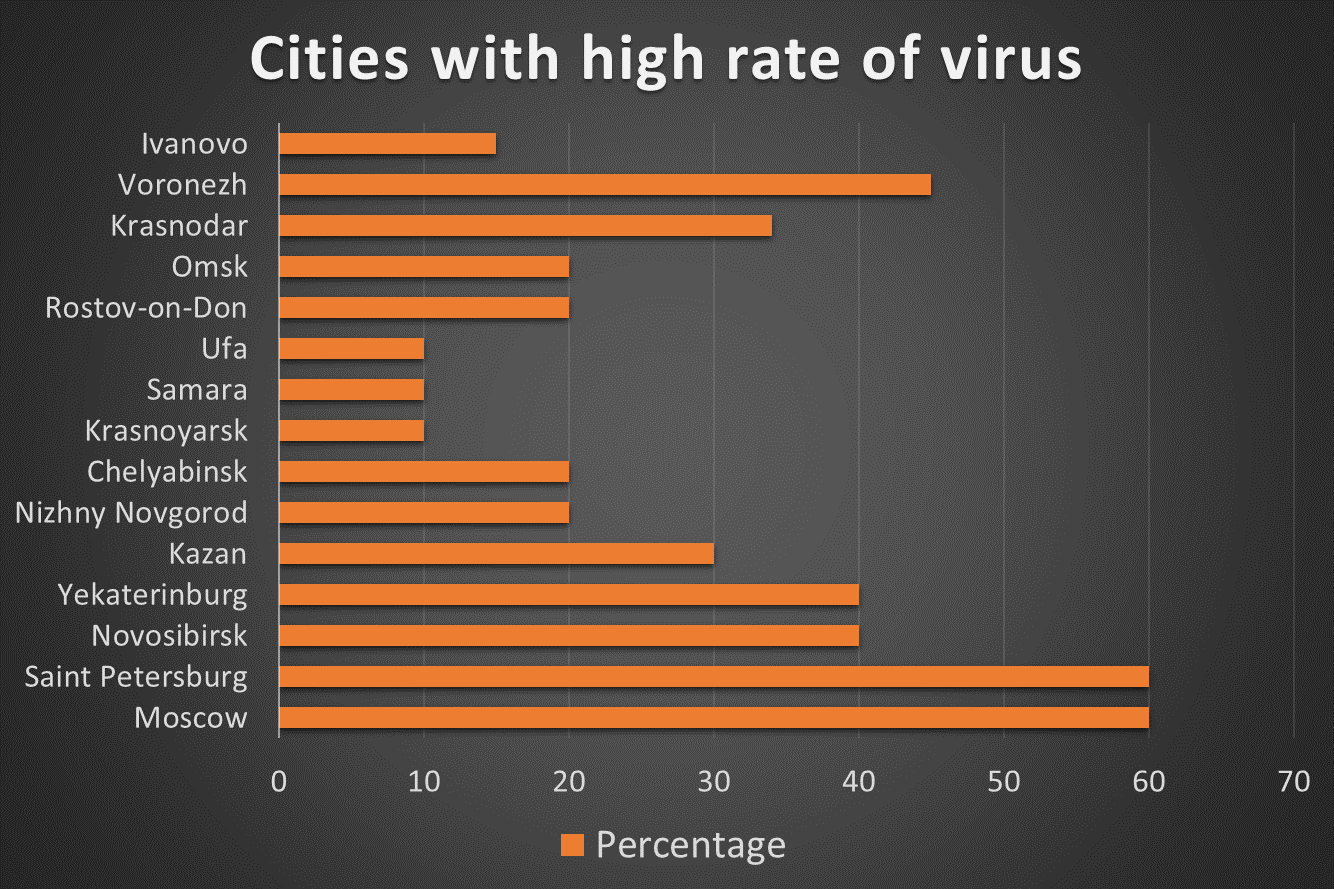 Cities with high rate of virus
Ivanovo
Voronezh
Krasnodar
Omsk
Rostov-on-Don
Ufa
Samara
Krasnoyarsk
Chelyabinsk
Nizhny Novgorod
Kazan
Yekaterinburg
Novosibirsk
Saint Petersburg
Moscow
0 10 20 30 40 50 60 70
Percentage